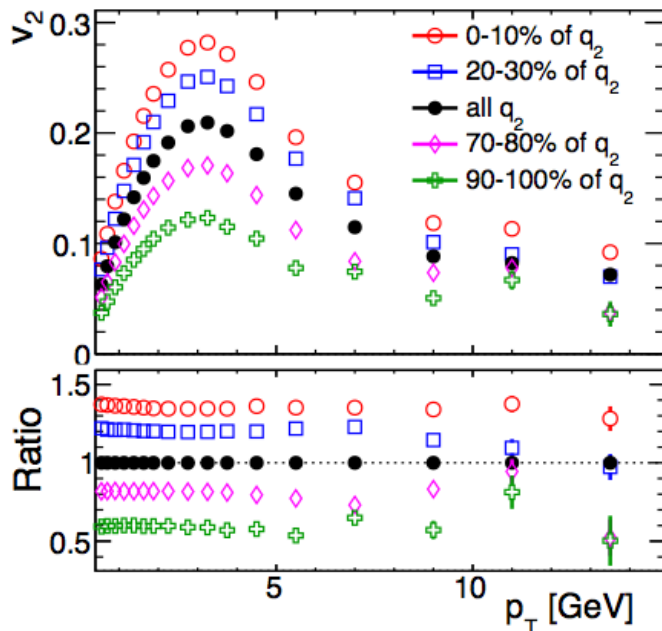 v2
0.3
0.2
0.1
0
0-10% of q2
20-30% of q2
all q2
70-80% of q2
90-100% of q2
Ratio
1.5
1
0.5
5
10
pT [GeV]